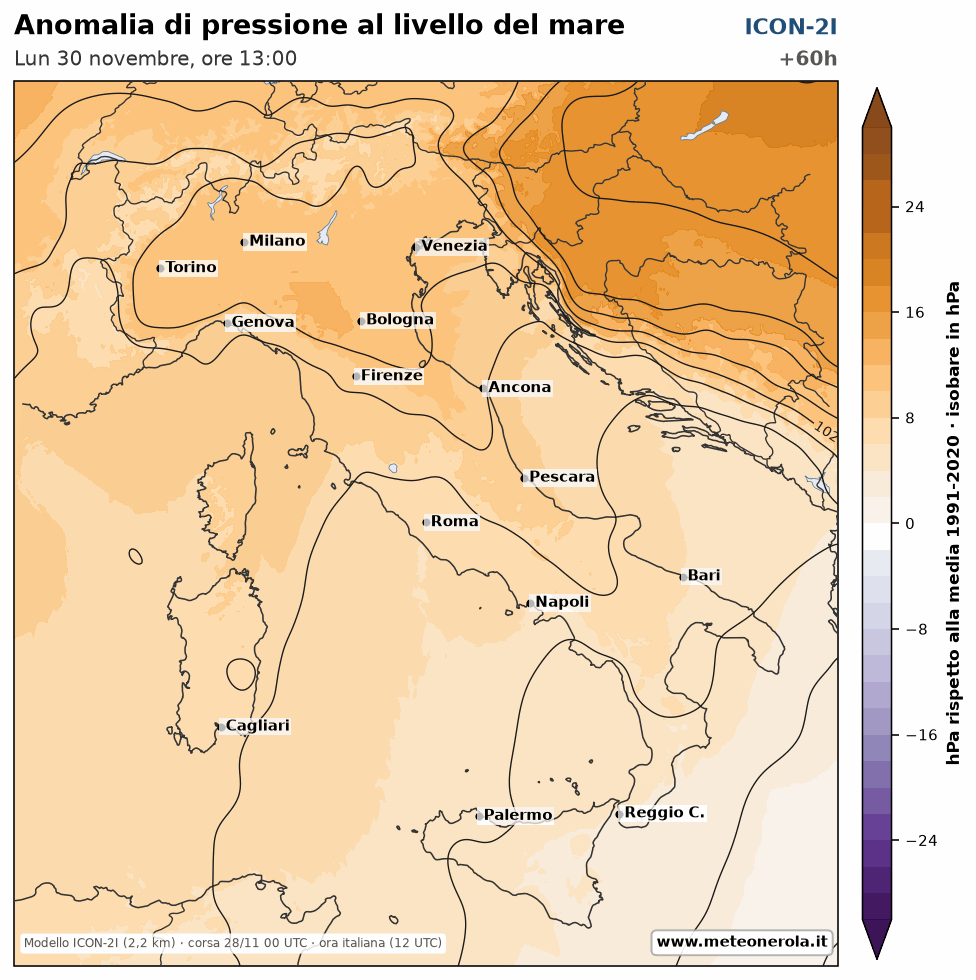 Anomalia di pressione al livello del mare
ICON-2I
Lun 30 novembre, ore 13:00
+60h
Milano
Venezia
Torino
Genova
Bologna
Firenze
Ancona
102
Pescara
Roma
Bari
Napoli
Cagliari
Palermo
Reggio C.
24
16
8
0
−8
−16
−24
hPa rispetto alla media 1991-2020 · isobare in hPa
Modello ICON-2I (2,2 km) · corsa 28/11 00 UTC · ora italiana (12 UTC)
www.meteonerola.it